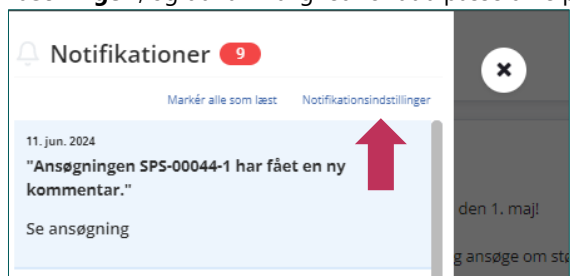 Notifikationer 9
Markér alle som læst Notifikationsindstillinger
11. jun. 2024
"Ansøgningen SPS-00044-1 har fået en ny
kommentar."
Se ansøgning
den 1. maj!
g ansøge om stø